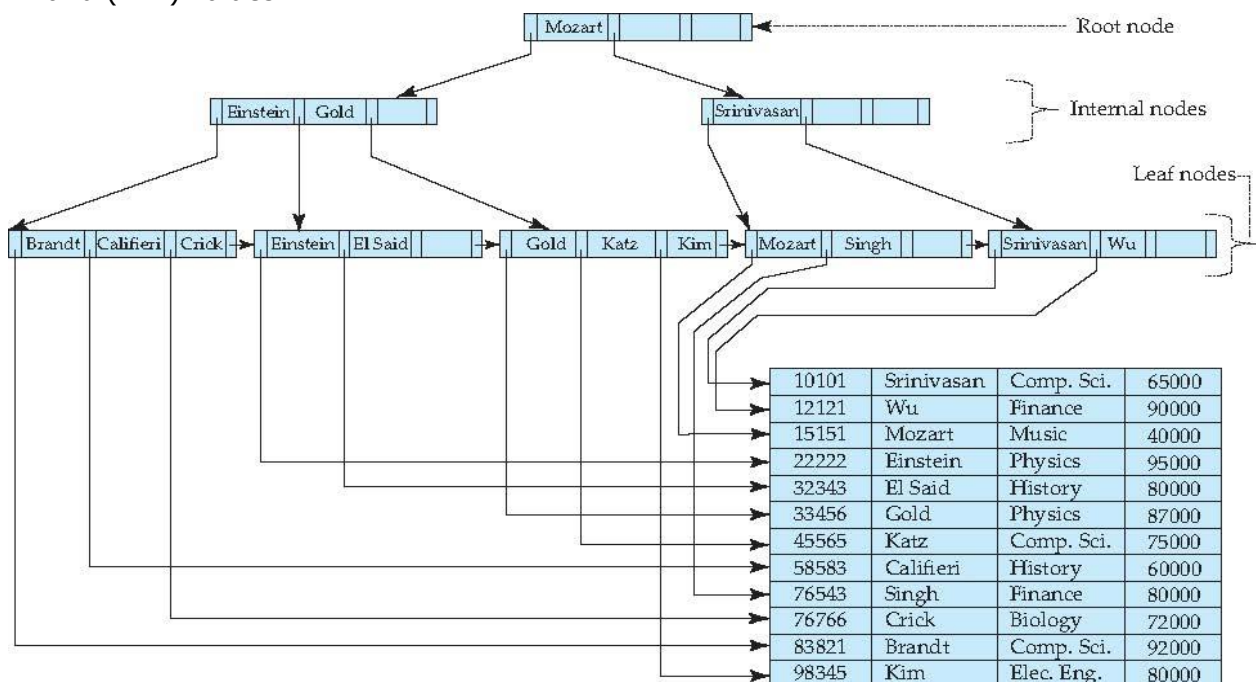 Mozart
Root node
Einstein Gold
Srinivasan
Internal nodes
Leaf nodes
Brandt Califieri Crick
Einstein El Said
Gold Katz Kim
Mozart Singh
Srinivasan Wu
10101 Srinivasan Comp. Sci. 65000
12121 Wu Finance 90000
15151 Mozart Music 40000
22222 Einstein Physics 95000
32343 El Said History 80000
33456 Gold Physics 87000
45565 Katz Comp. Sci. 75000
58583 Califieri History 60000
76543 Singh Finance 80000
76766 Crick Biology 72000
83821 Brandt Comp. Sci. 92000
98345 Kim Elec. Eng. 80000